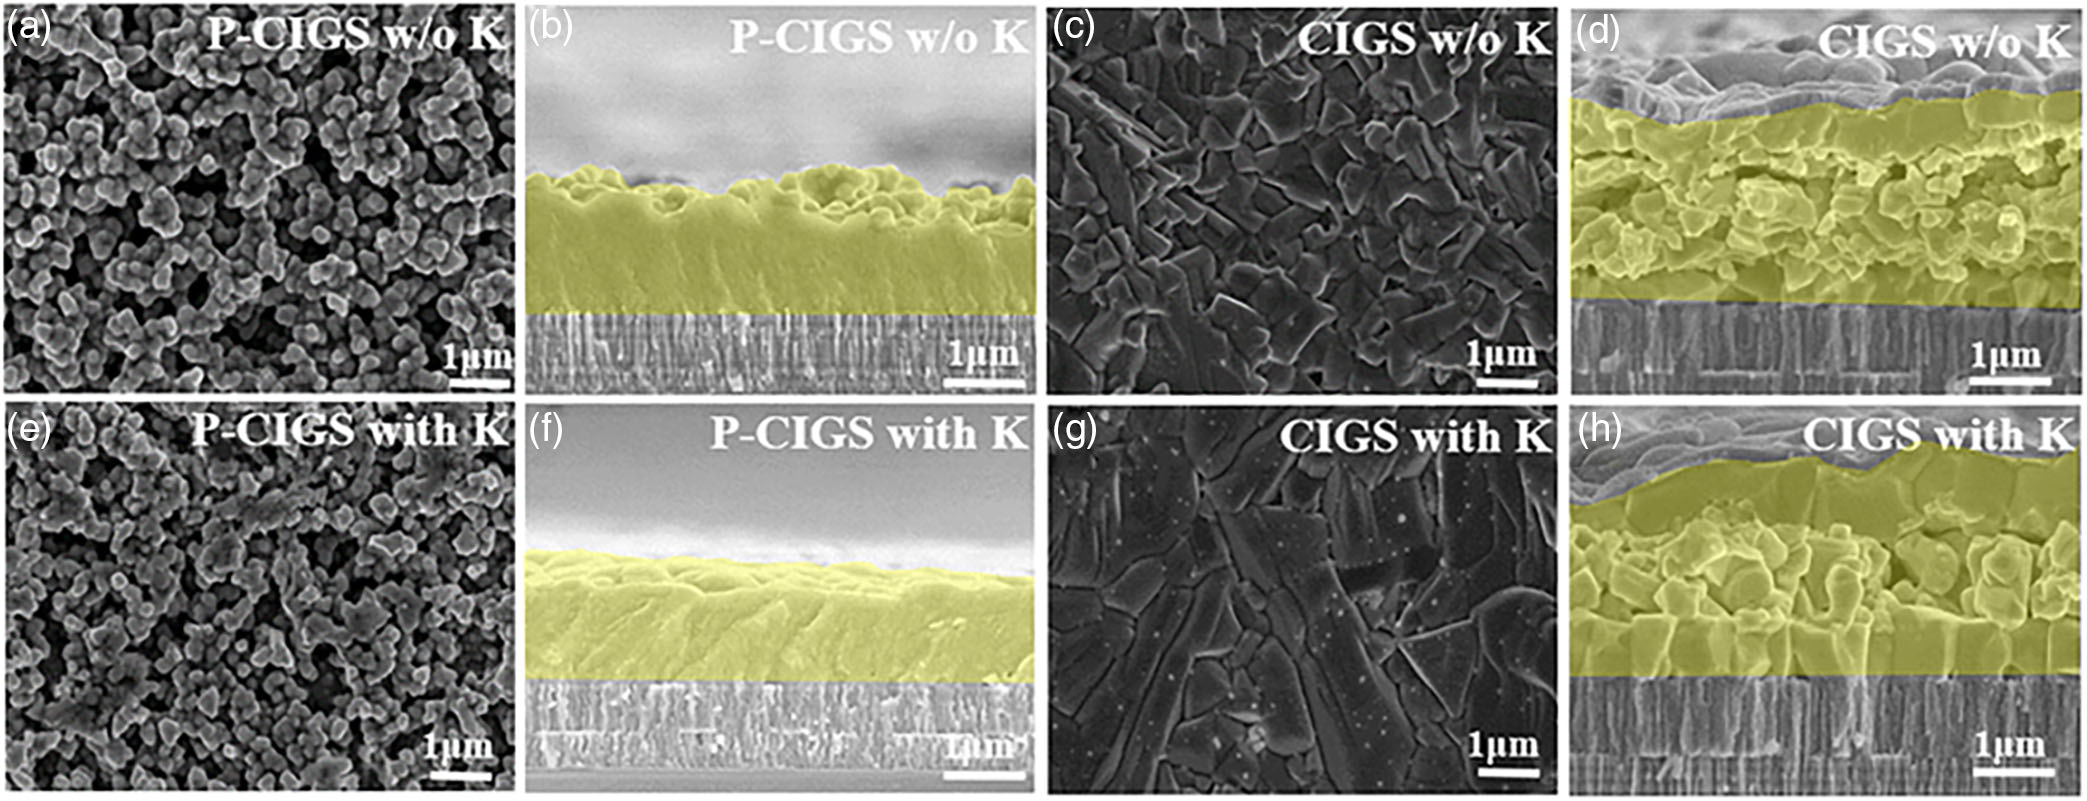 (a) P-CIGS w/o K
1μm
(b) P-CIGS w/o K
1μm
(c) CIGS w/o K
1μm
(d) CIGS w/o K
1μm
(e) P-CIGS with K
1μm
(f) P-CIGS with K
1μm
(g) CIGS with K
1μm
(h) CIGS with K
1μm